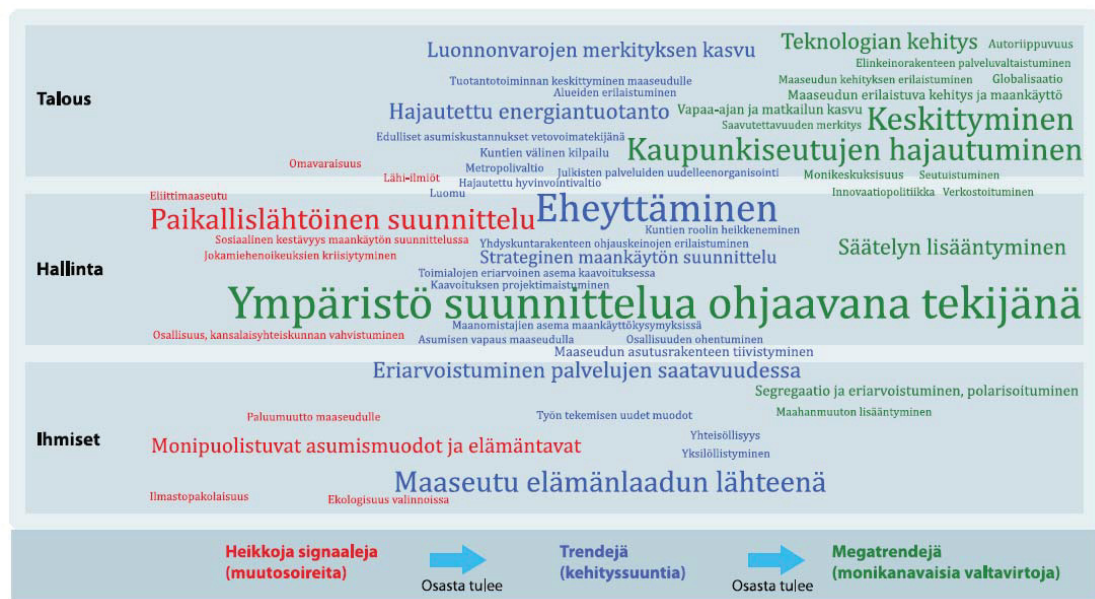 Luonnonvarojen merkityksen kasvu
Teknologian kehitys
Autoriippuvuus
Elinkeinorakenteen palveluvaltaistuminen
Tuotantotoiminnan keskittyminen maaseudulle
Maaseudun kehityksen erilaistuminen
Globalisaatio
Talous
Alueiden erilaistuminen
Maaseudun erilaistuva kehitys ja maankäyttö
Hajautettu energiantuotanto
Vapaa-ajan ja matkailun kasvu
Saavutettavuuden merkitys
Keskittyminen
Edulliset asumiskustannukset vetovoimatekijänä
Kuntien välinen kilpailu
Kaupunkiseutujen hajautuminen
Omavaraisuus
Metropolivaltio
Julkisten palveluiden uudelleenorganisointi
Monikeskuksisuus
Seutuistuminen
Lähi-ilmiöt
Hajautettu hyvinvointivaltio
Eliittimaaseutu
Luomu
Innovaatiopolitiikka
Verkostoituminen
Paikallislähtöinen suunnittelu
Eheyttäminen
Kuntien roolin heikkeneminen
Sosiaalinen kestävyys maankäytön suunnittelussa
Yhdyskuntarakenteen ohjauskeinojen erilaistuminen
Säätelyn lisääntyminen
Jokamiehenoikeuksien kriisiytyminen
Strateginen maankäytön suunnittelu
Hallinta
Toimialojen eriarvoinen asema kaavoituksessa
Kaavoituksen projektimaistuminen
Ympäristö suunnittelua ohjaavana tekijänä
Maanomistajien asema maankäyttökysymyksissä
Osallisuus, kansalaisyhteiskunnan vahvistuminen
Asumisen vapaus maaseudulla
Osallisuuden ohentuminen
Maaseudun asutusrakenteen tiivistyminen
Eriarvoistuminen palvelujen saatavuudessa
Segregaatio ja eriarvoistuminen, polarisoituminen
Paluumuutto maaseudulle
Työn tekemisen uudet muodot
Maahanmuuton lisääntyminen
Ihmiset
Monipuolistuvat asumismuodot ja elämäntavat
Yhteisöllisyys
Yksilöllistyminen
Maaseutu elämänlaadun lähteenä
Ilmastopakolaisuus
Ekologisuus valinnoissa
Heikkoja signaaleja
(muutosoireita)
Osasta tulee
Trendejä
(kehityssuuntia)
Osasta tulee
Megatrendejä
(monikanavaisia valtavirtoja)